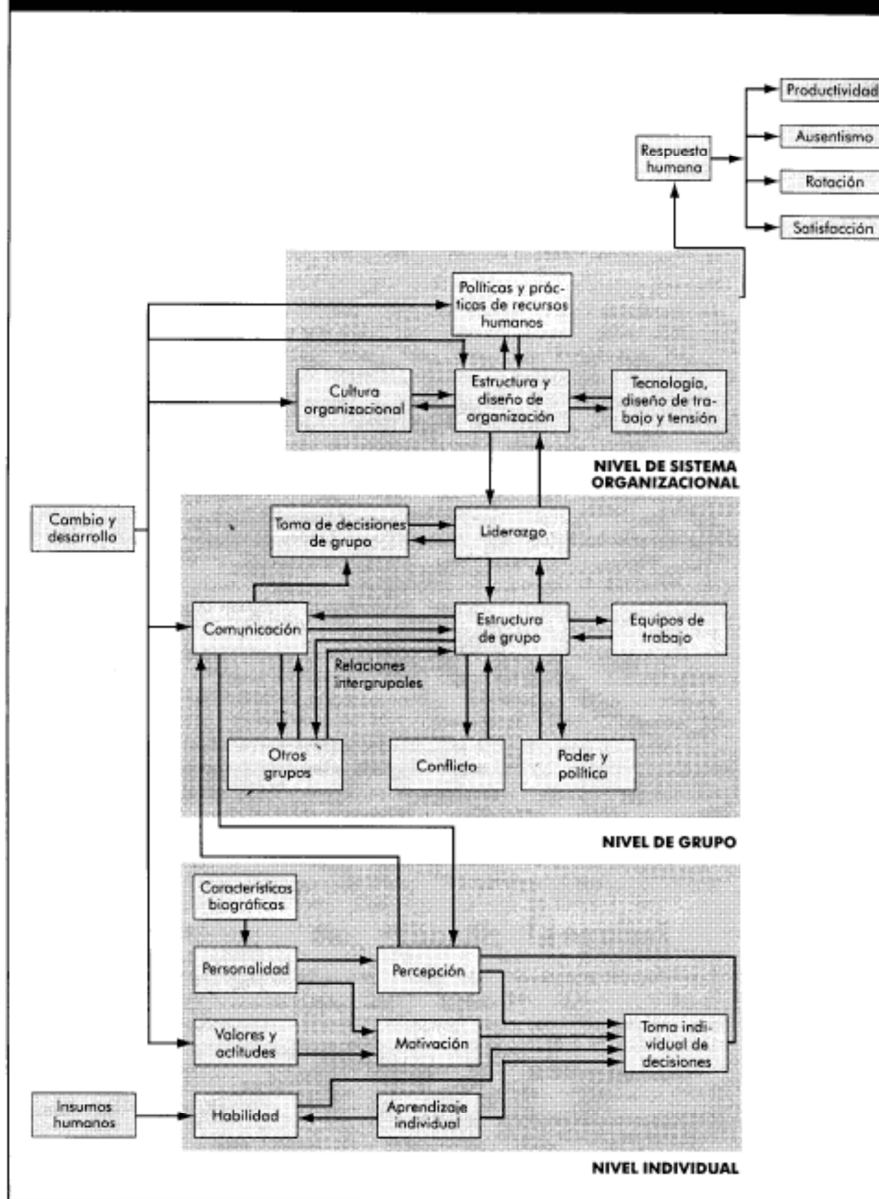 Productividad
Ausentismo
Respuesta
humana
Rotación
Satisfacción
Políticas y prác-
ticas de recursos
humanos
Cultura
organizacional
Estructura y
diseño de
organización
Tecnología,
diseño de tra-
bajo y tensión
NIVEL DE SISTEMA
ORGANIZACIONAL
Cambio y
desarrollo
Toma de decisiones
de grupo
Liderazgo
Comunicación
Estructura
de grupo
Equipos de
trabajo
Relaciones
intergrupales
Otros
grupos
Conflicto
Poder y
política
NIVEL DE GRUPO
Características
biográficas
Personalidad
Percepción
Valores y
actitudes
Motivación
Toma indi-
vidual de
decisiones
Insumos
humanos
Habilidad
Aprendizaje
individual
NIVEL INDIVIDUAL